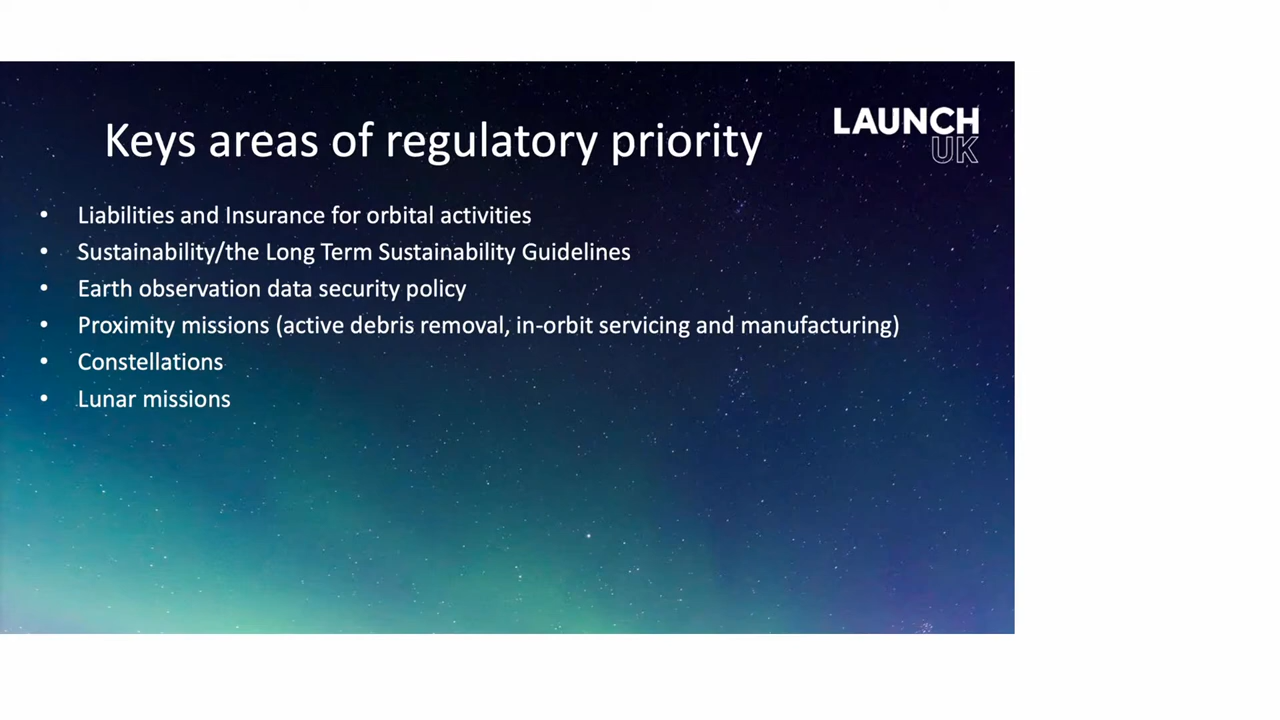 LAUNCH
UK
Keys areas of regulatory priority
• Liabilities and Insurance for orbital activities
• Sustainability/the Long Term Sustainability Guidelines
• Earth observation data security policy
• Proximity missions (active debris removal, in-orbit servicing and manufacturing)
• Constellations
• Lunar missions